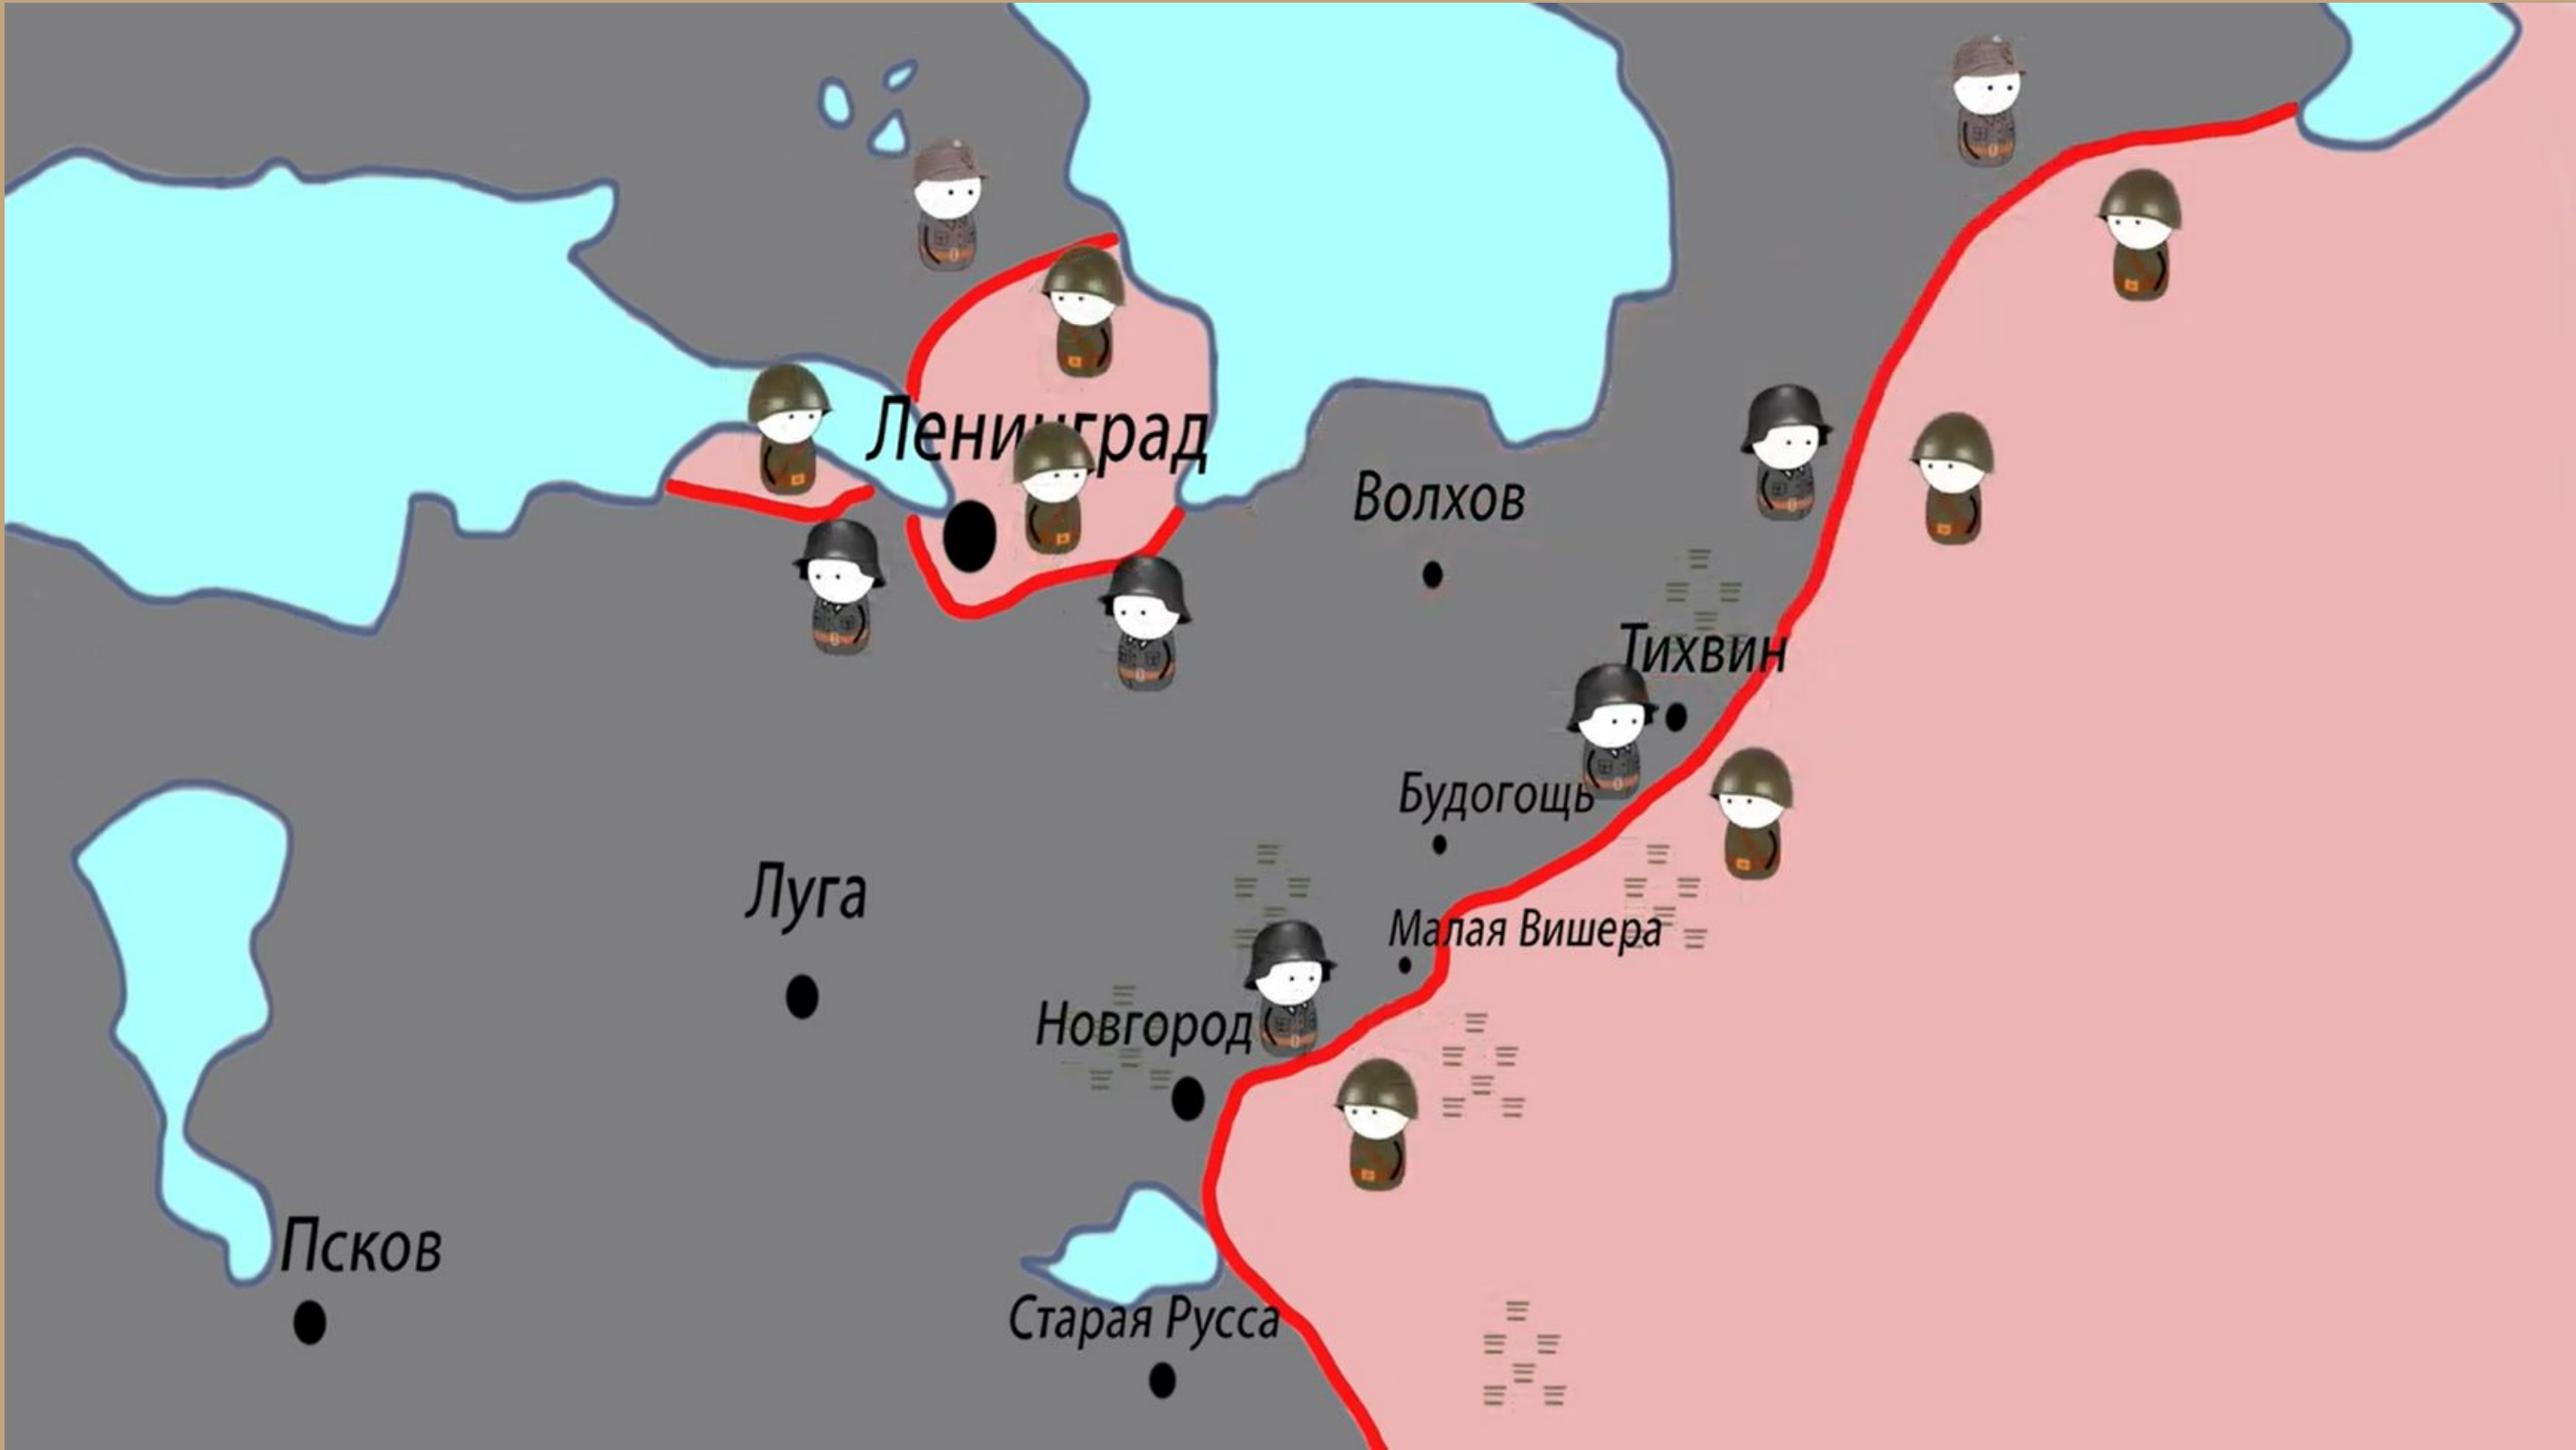 Ленинград
Волхов
Тихвин
Будогощь
Луга
Малая Вишера
Новгород
Псков
Старая Русса